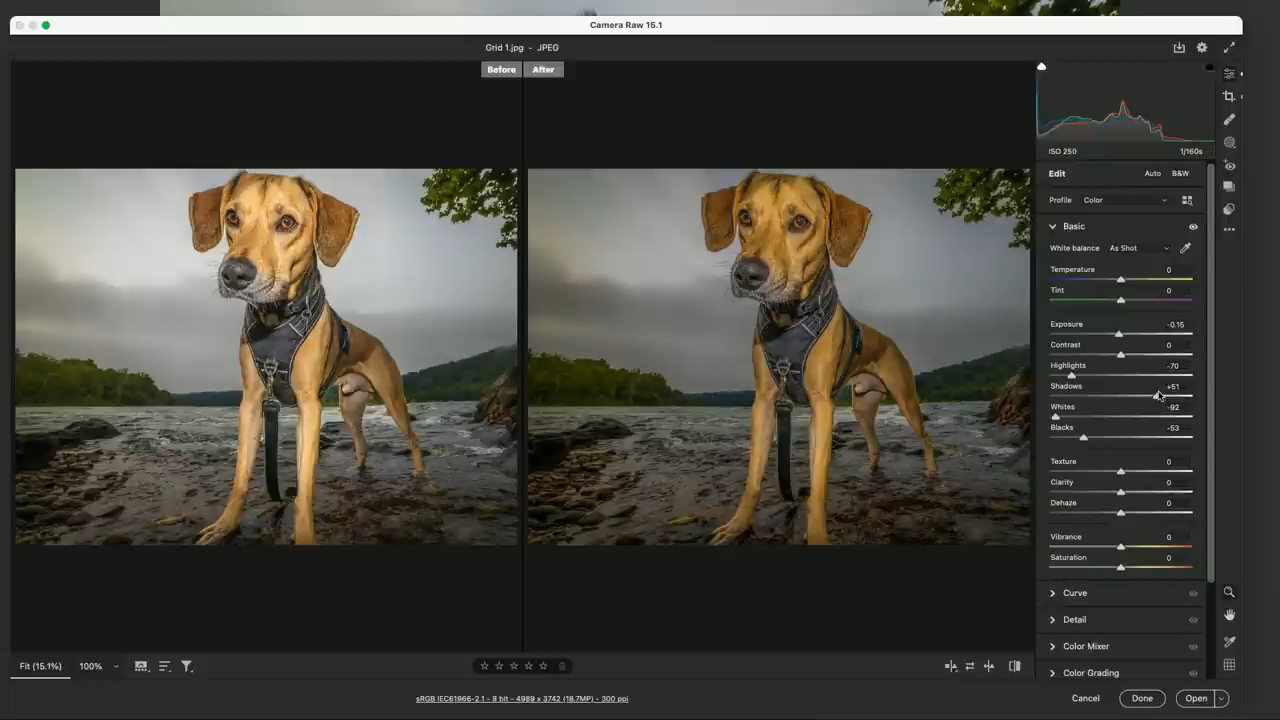 Camera Raw 15.1
Grid 1.jpg - JPEG
Before After
ISO 250 1/160s
Edit Auto B&W
Profile Color
Basic
White balance As Shot
Temperature 0
Tint 0
Exposure -0.15
Contrast 0
Highlights -70
Shadows +51
Whites -92
Blacks -53
Texture 0
Clarity 0
Dehaze 0
Vibrance 0
Saturation 0
Curve
Detail
Color Mixer
Color Grading
Fit (15.1%) 100%
sRGB IEC61966-2.1 - 8 bit - 4989 x 3742 (18.7MP) - 300 ppi
Cancel Done Open